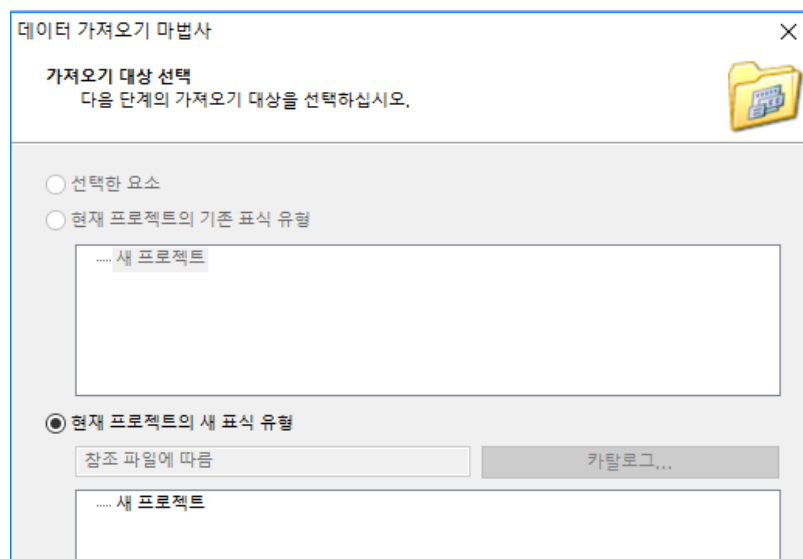 데이터 가져오기 마법사
가져오기 대상 선택
다음 단계의 가져오기 대상을 선택하십시오.
선택한 요소
현재 프로젝트의 기존 표식 유형
새 프로젝트
현재 프로젝트의 새 표식 유형
참조 파일에 따름
카탈로그...
새 프로젝트